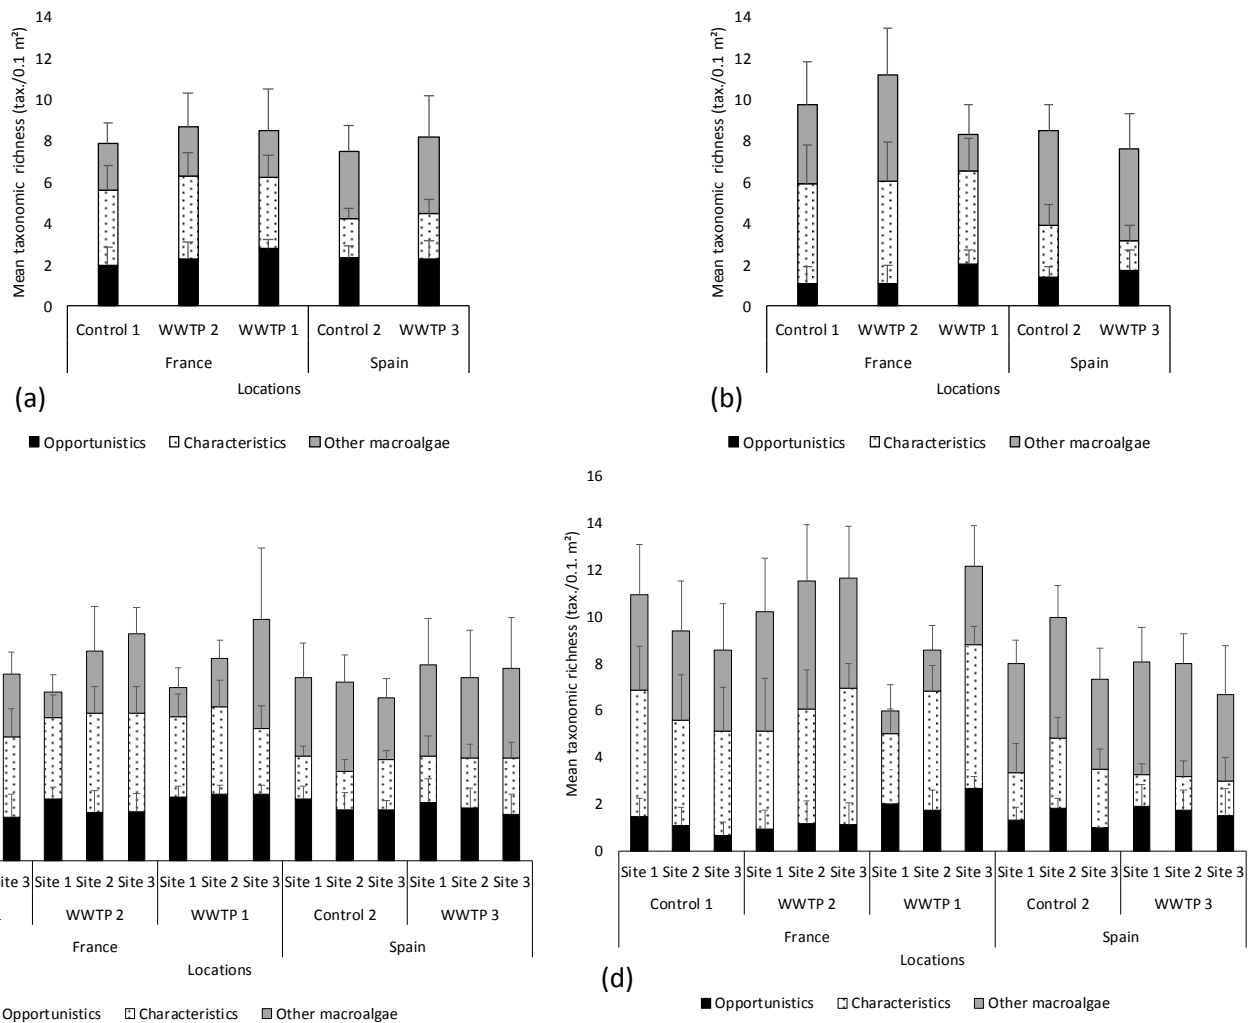 14
12
10
8
6
4
2
0
Mean taxonomic richness (tax./0.1 m²)
Control 1 WWTP 2 WWTP 1 Control 2 WWTP 3
France Spain
Locations
(a)
Opportunistics Characteristics Other macroalgae
14
12
10
8
6
4
2
0
Mean taxonomic richness (tax./0.1 m²)
Control 1 WWTP 2 WWTP 1 Control 2 WWTP 3
France Spain
Locations
(b)
Opportunistics Characteristics Other macroalgae
ite 3 Site 1 Site 2 Site 3 Site 1 Site 2 Site 3 Site 1 Site 2 Site 3 Site 1 Site 2 Site 3
WWTP 2 WWTP 1 Control 2 WWTP 3
France Spain
Locations
Opportunistics Characteristics Other macroalgae
16
14
12
10
8
6
4
2
0
Mean taxonomic richness (tax./0.1. m²)
Site 1 Site 2 Site 3 Site 1 Site 2 Site 3 Site 1 Site 2 Site 3 Site 1 Site 2 Site 3 Site 1 Site 2 Site 3
Control 1 WWTP 2 WWTP 1 Control 2 WWTP 3
France Spain
Locations
(d)
Opportunistics Characteristics Other macroalgae